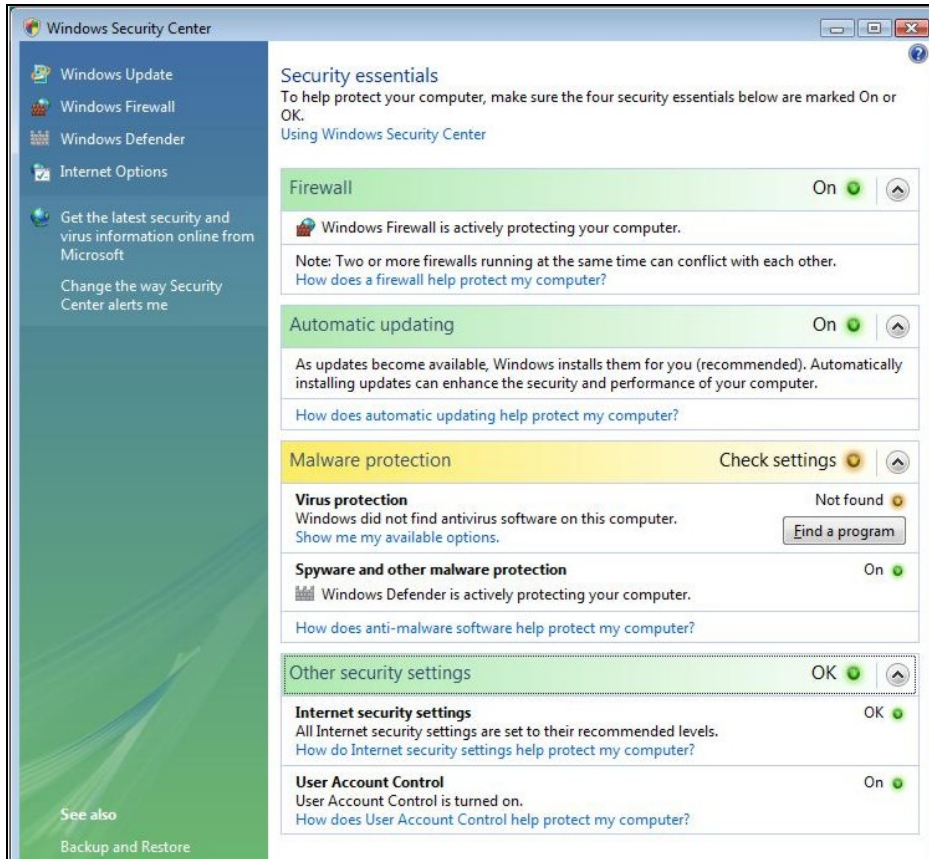 Windows Security Center
Windows Update
Windows Firewall
Windows Defender
Internet Options
Get the latest security and
virus information online from
Microsoft
Change the way Security
Center alerts me
See also
Backup and Restore
Security essentials
To help protect your computer, make sure the four security essentials below are marked On or
OK.
Using Windows Security Center
Firewall On
Windows Firewall is actively protecting your computer.
Note: Two or more firewalls running at the same time can conflict with each other.
How does a firewall help protect my computer?
Automatic updating On
As updates become available, Windows installs them for you (recommended). Automatically
installing updates can enhance the security and performance of your computer.
How does automatic updating help protect my computer?
Malware protection Check settings
Virus protection Not found
Windows did not find antivirus software on this computer.
Show me my available options.
Find a program
Spyware and other malware protection On
Windows Defender is actively protecting your computer.
How does anti-malware software help protect my computer?
Other security settings OK
Internet security settings OK
All Internet security settings are set to their recommended levels.
How do Internet security settings help protect my computer?
User Account Control On
User Account Control is turned on.
How does User Account Control help protect my computer?